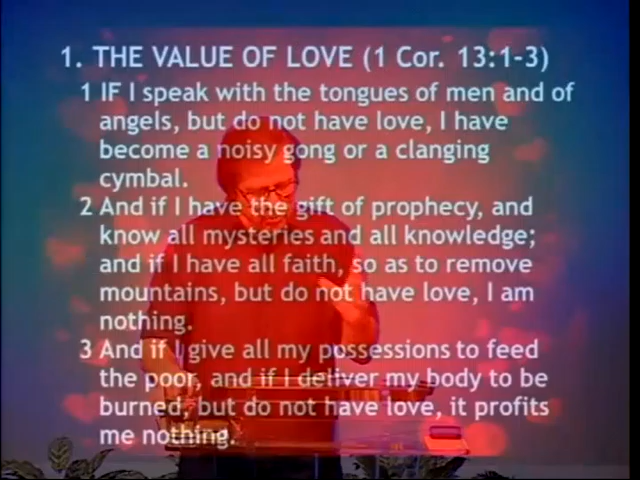 1. THE VALUE OF LOVE (1 Cor. 13:1-3)
1 IF I speak with the tongues of men and of
angels, but do not have love, I have
become a noisy gong or a clanging
cymbal.
2 And if I have the gift of prophecy, and
know all mysteries and all knowledge;
and if I have all faith, so as to remove
mountains, but do not have love, I am
nothing.
3 And if I give all my possessions to feed
the poor, and if I deliver my body to be
burned, but do not have love, it profits
me nothing.